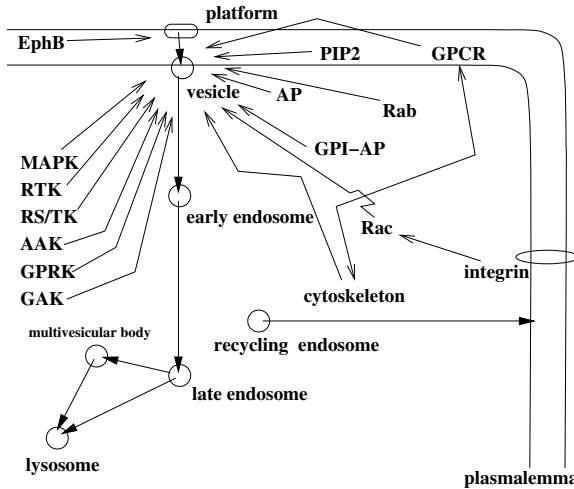 platform
EphB
PIP2
GPCR
vesicle
AP
Rab
GPI-AP
MAPK
RTK
RS/TK
early endosome
Rac
AAK
GPRK
integrin
GAK
cytoskeleton
multivesicular body
recycling endosome
late endosome
lysosome
plasmalemma